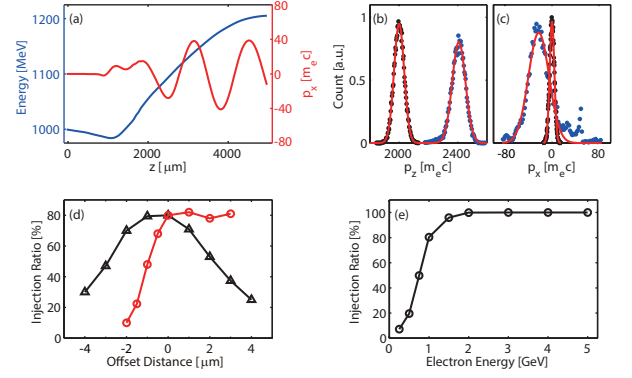 (a)
Energy [MeV]
1200
1100
1000
0
2000
4000
z [ μm]
80
40
0
-40
-80
p_x [m_e c]
(b)
Count [a.u.]
1
0.5
0
2000
2400
p_z [m_e c]
(c)
-80
0
80
p_x [m_e c]
(d)
Injection Ratio [%]
80
60
40
20
0
-4
-2
0
2
4
Offset Distance [ μm]
(e)
Injection Ratio [%]
100
80
60
40
20
0
0
1
2
3
4
5
Electron Energy [GeV]